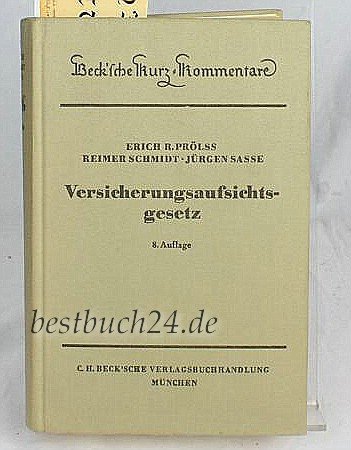 Beck'sche Kurz-Kommentare
ERICH R. PRÖLSS
REIMER SCHMIDT · JÜRGEN SASSE
Versicherungsaufsichts-
gesetz
8. Auflage
bestbuch24.de
C. H. BECK'SCHE VERLAGSBUCHHANDLUNG
MÜNCHEN